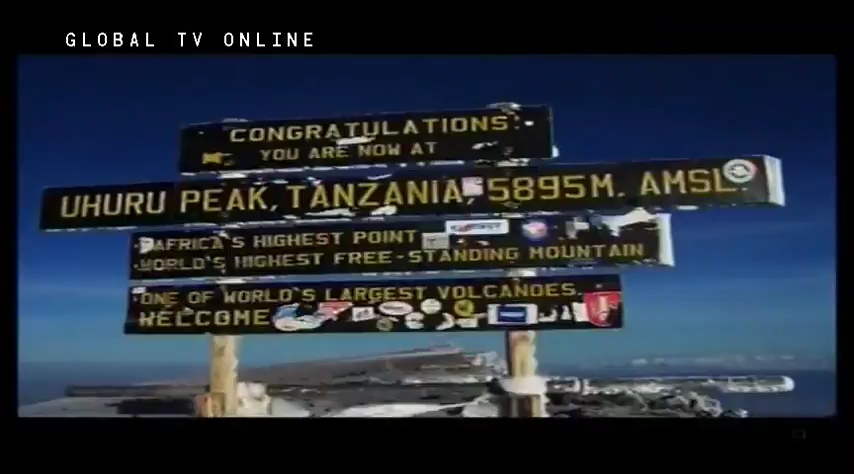 GLOBAL TV ONLINE
CONGRATULATIONS
YOU ARE NOW AT
UHURU PEAK, TANZANIA, 5895M. AMSL.
AFRICA'S HIGHEST POINT
WORLD'S HIGHEST FREE-STANDING MOUNTAIN
ONE OF WORLD'S LARGEST VOLCANOES.
WELCOME